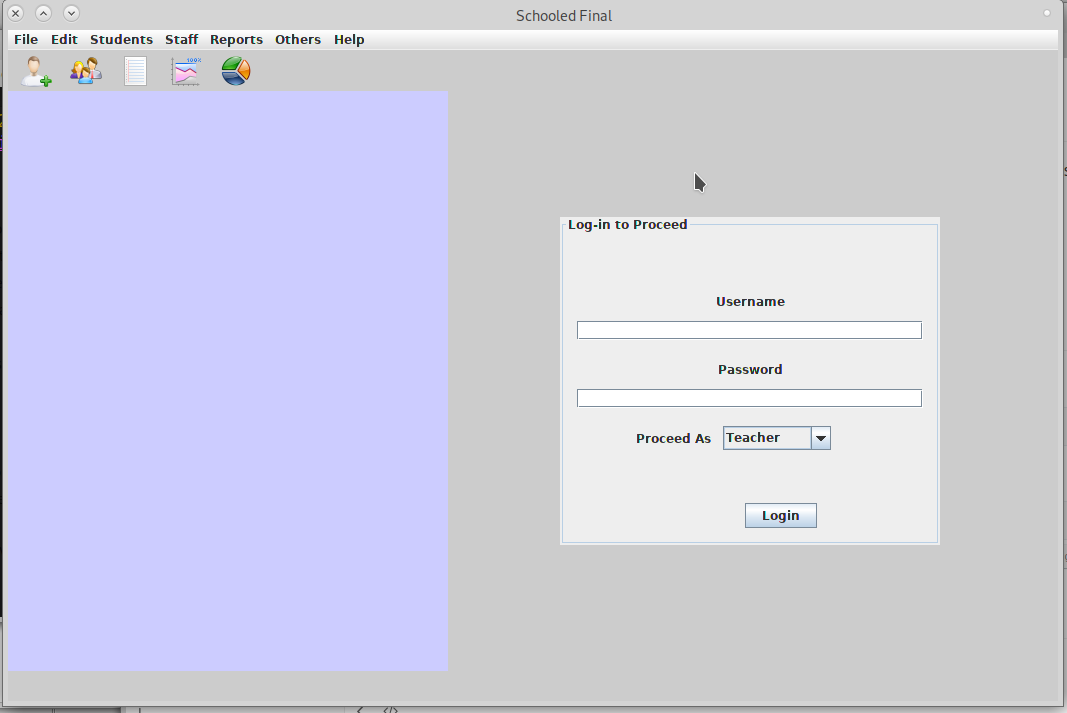 Schooled Final
File Edit Students Staff Reports Others Help
100%
Log-in to Proceed
Username
Password
Proceed As Teacher
Login